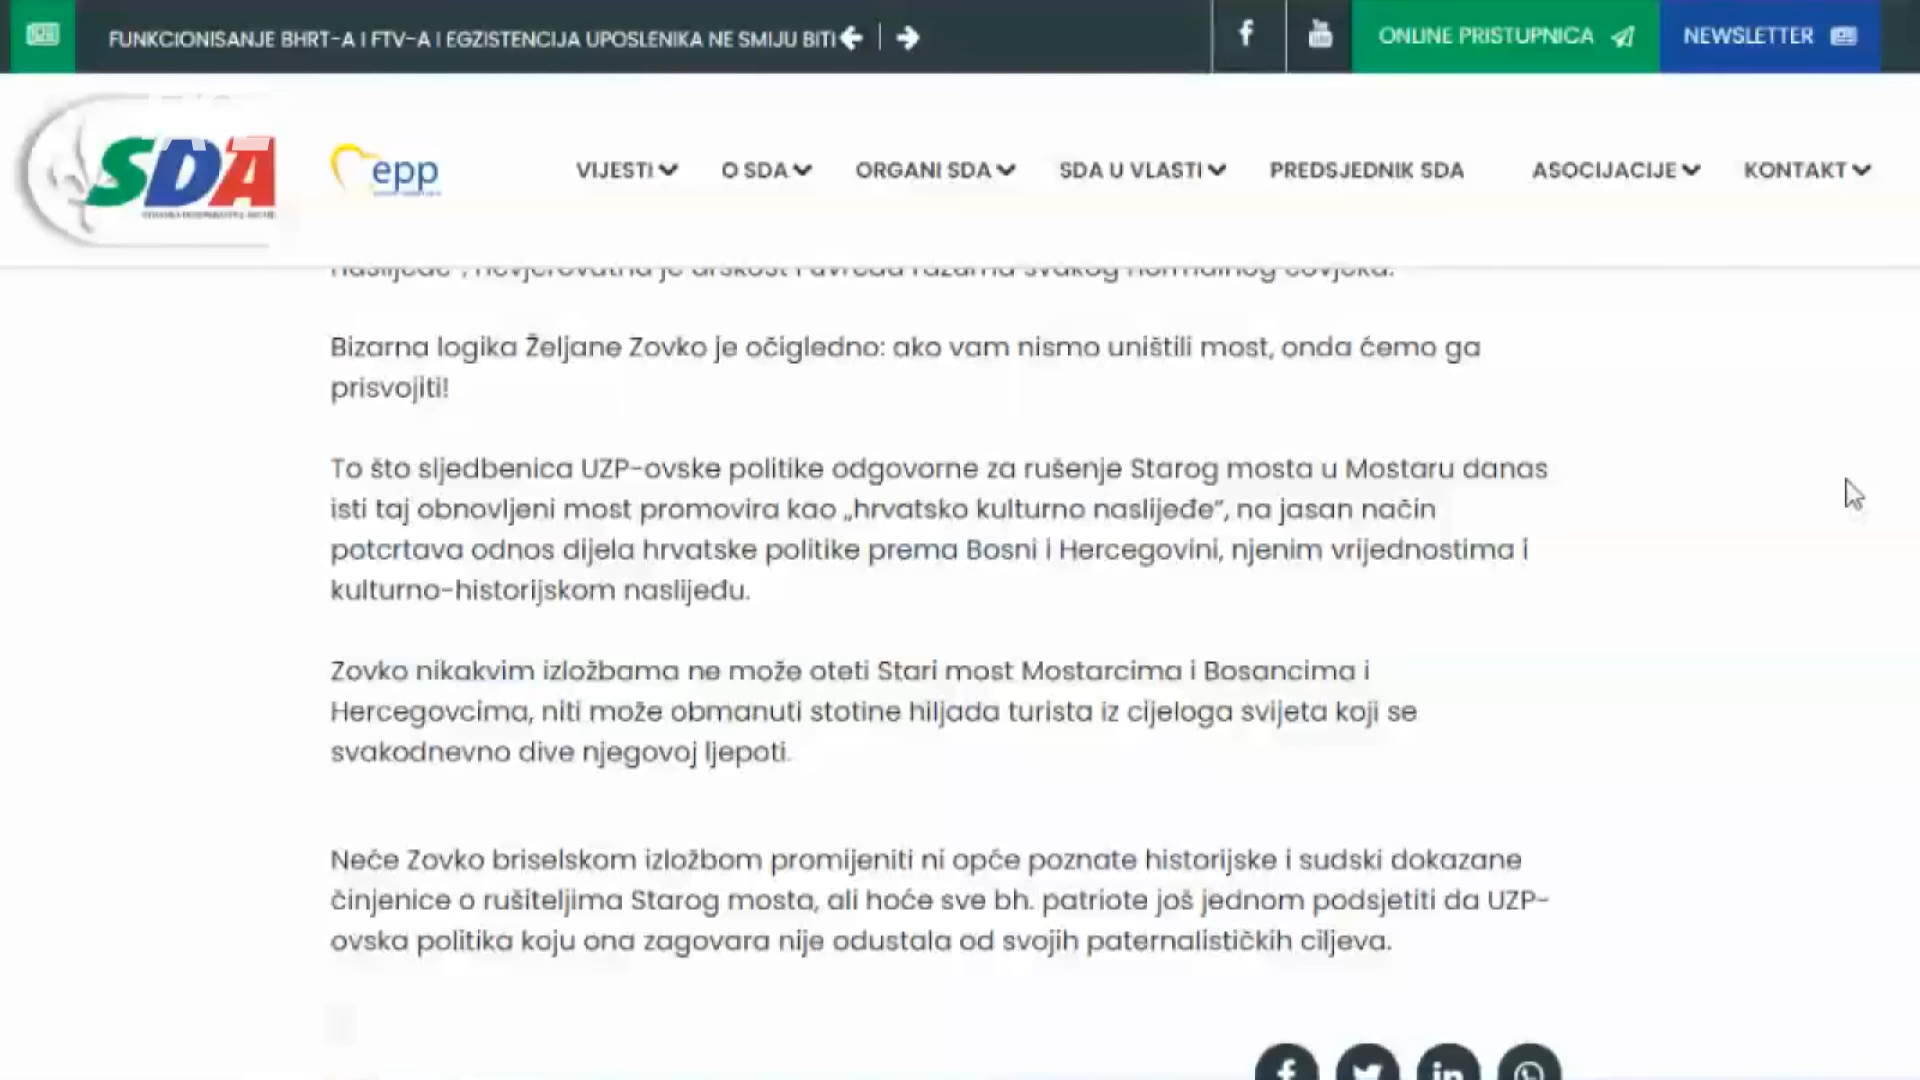 FUNKCIONISANJE BHRT-A I FTV-A I EGZISTENCIJA UPOSLENIKA NE SMIJU BITI
ONLINE PRISTUPNICA
NEWSLETTER
SDA
epp
VIJESTI
O SDA
ORGANI SDA
SDA U VLASTI
PREDSJEDNIK SDA
ASOCIJACIJE
KONTAKT
Bizarna logika Željane Zovko je očigledno: ako vam nismo uništili most, onda ćemo ga
prisvojiti!
To što sljedbenica UZP-ovske politike odgovorne za rušenje Starog mosta u Mostaru danas
isti taj obnovljeni most promovira kao „hrvatsko kulturno naslijeđe“, na jasan način
potcrtava odnos dijela hrvatske politike prema Bosni i Hercegovini, njenim vrijednostima i
kulturno-historijskom naslijeđu.
Zovko nikakvim izložbama ne može oteti Stari most Mostarcima i Bosancima i
Hercegovcima, niti može obmanuti stotine hiljada turista iz cijeloga svijeta koji se
svakodnevno dive njegovoj ljepoti.
Neće Zovko briselskom izložbom promijeniti ni opće poznate historijske i sudski dokazane
činjenice o rušiteljima Starog mosta, ali hoće sve bh. patriote još jednom podsjetiti da UZP-
ovska politika koju ona zagovara nije odustala od svojih paternalističkih ciljeva.